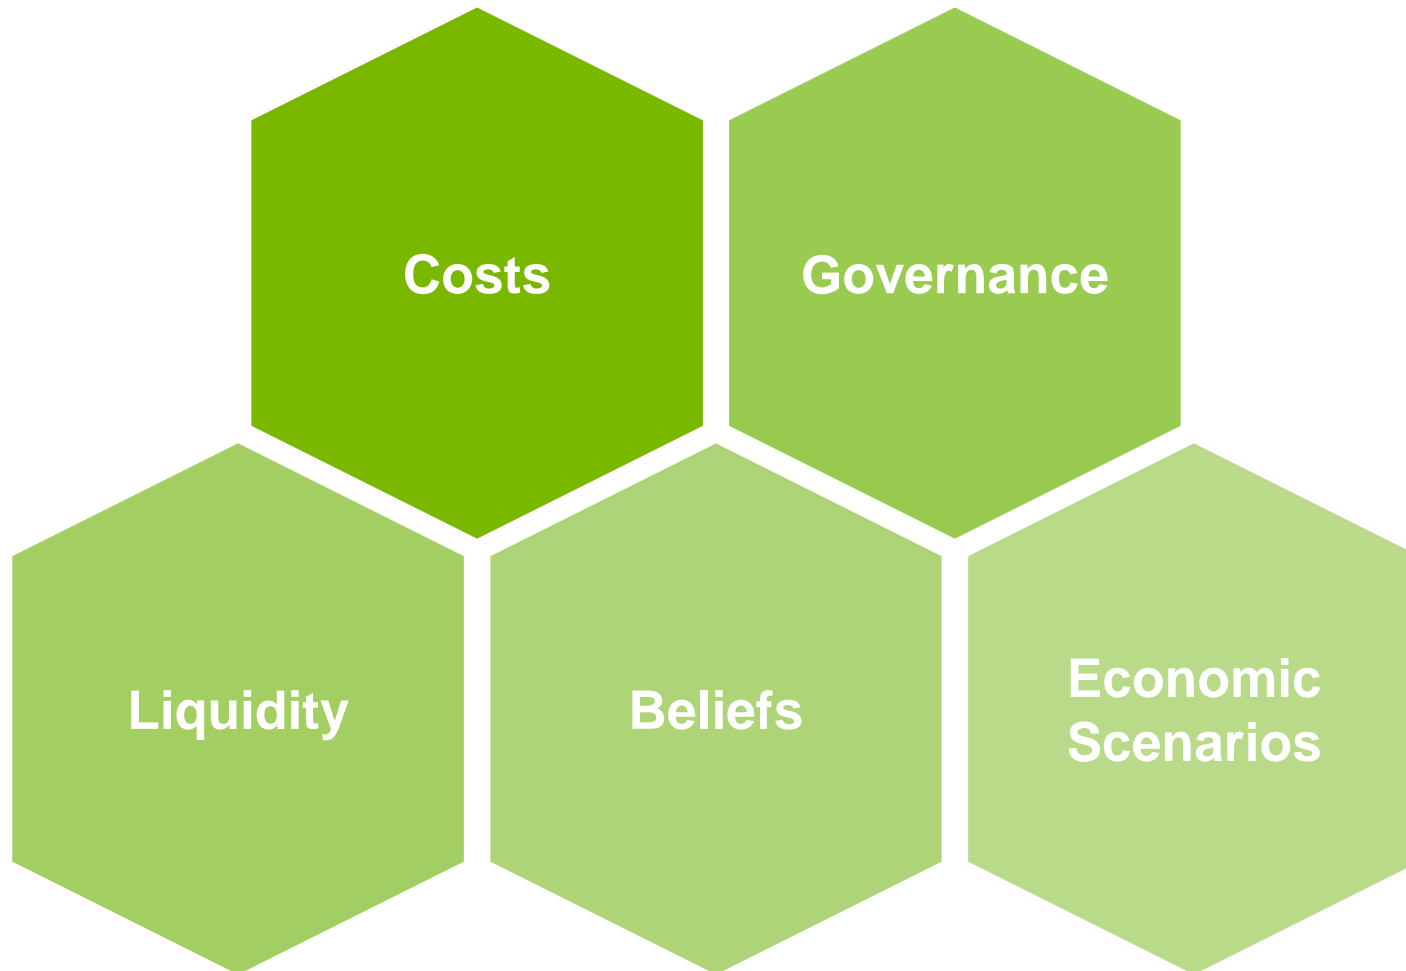 Costs
Governance
Liquidity
Beliefs
Economic
Scenarios